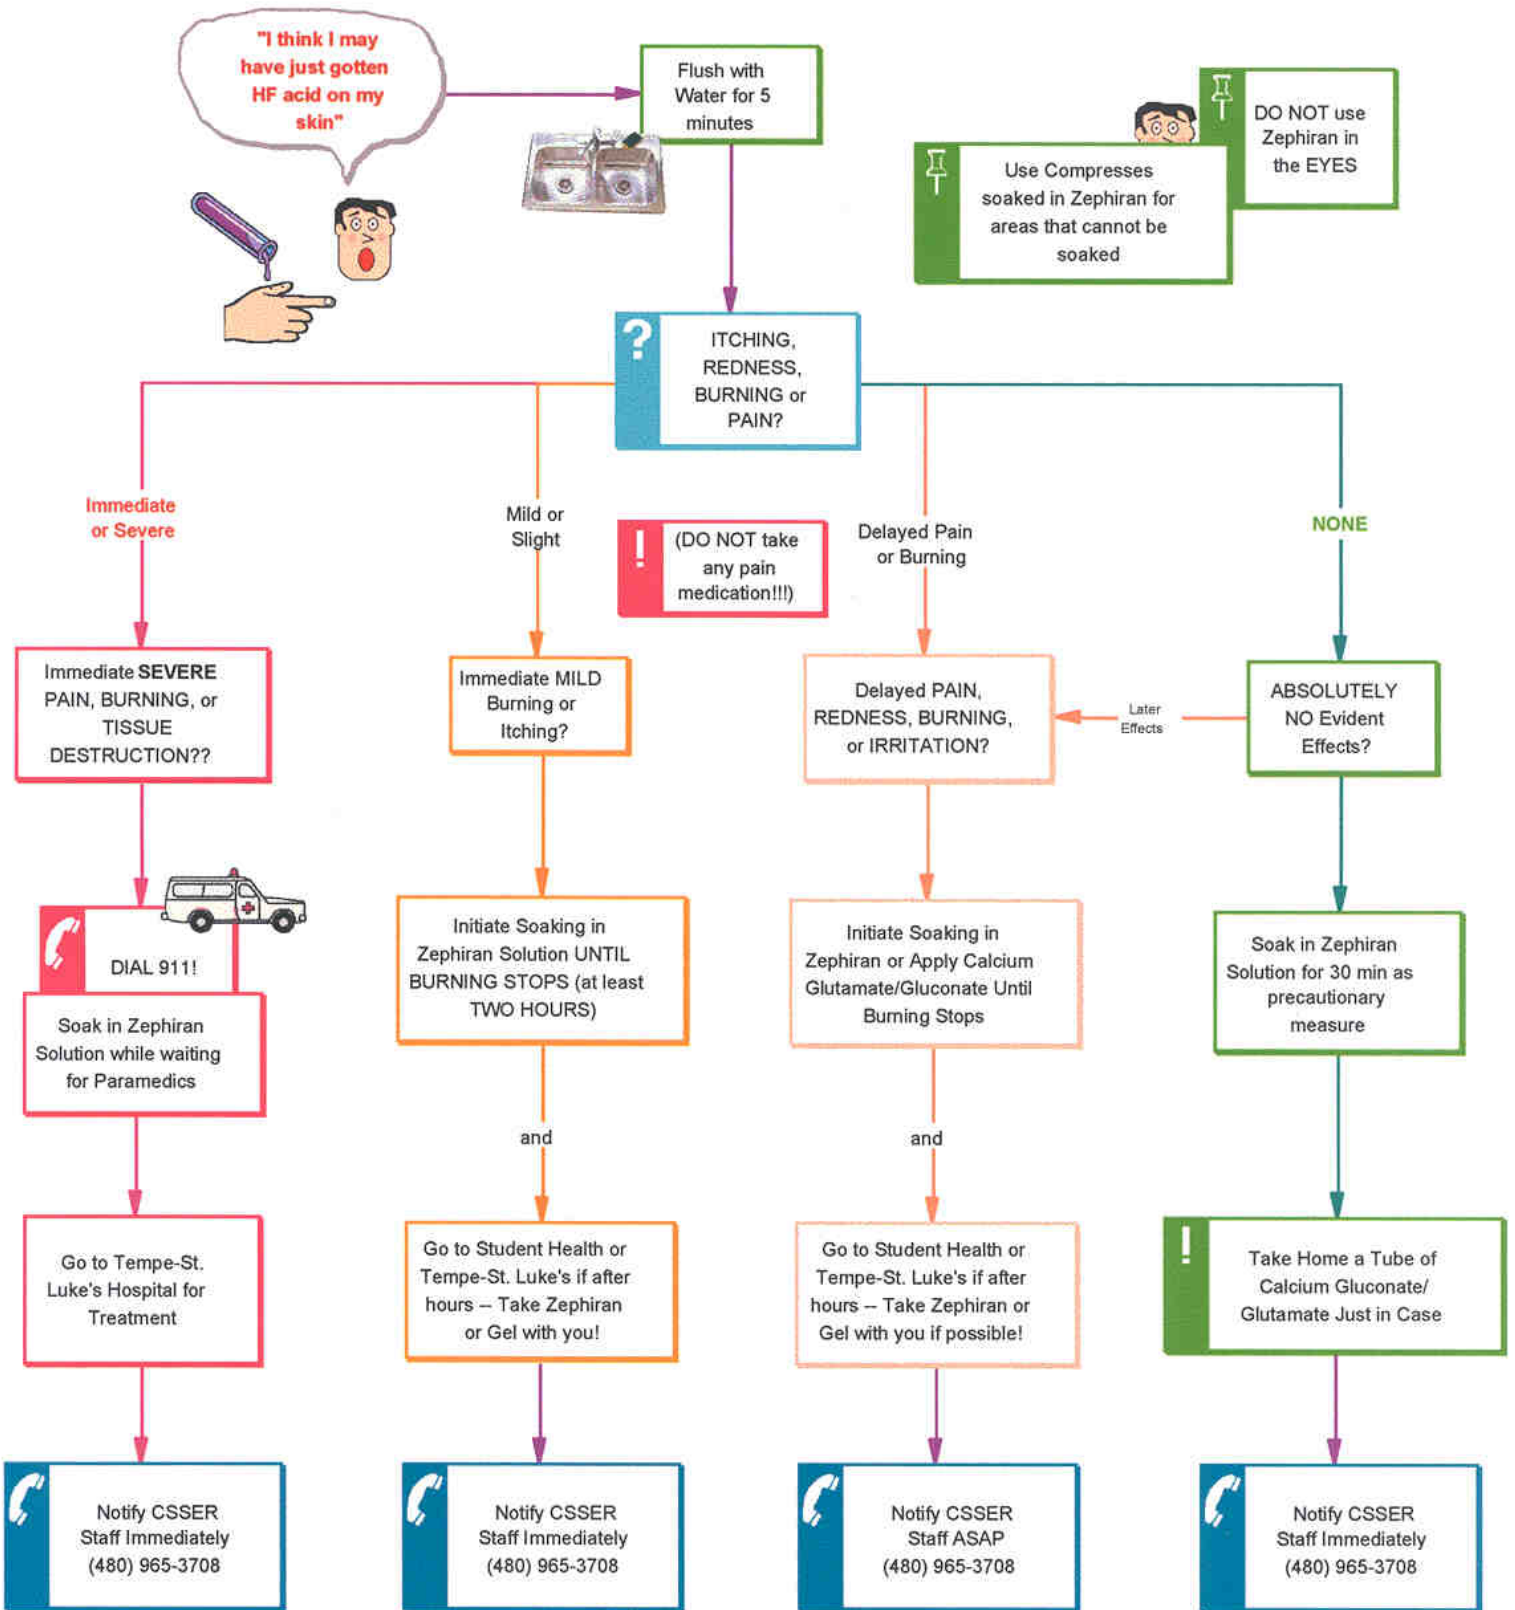 "I think I may
have just gotten
HF acid on my
skin"
Flush with
Water for 5
minutes
DO NOT use
Zephiran in
the EYES
Use Compresses
soaked in Zephiran for
areas that cannot be
soaked
?
ITCHING,
REDNESS,
BURNING or
PAIN?
Immediate
or Severe
Mild or
Slight
!
(DO NOT take
any pain
medication!!!)
Delayed Pain
or Burning
NONE
Immediate SEVERE
PAIN, BURNING, or
TISSUE
DESTRUCTION??
Immediate MILD
Burning or
Itching?
Delayed PAIN,
REDNESS, BURNING,
or IRRITATION?
Later
Effects
ABSOLUTELY
NO Evident
Effects?
DIAL 911!
Soak in Zephiran
Solution while waiting
for Paramedics
Initiate Soaking in
Zephiran Solution UNTIL
BURNING STOPS (at least
TWO HOURS)
Initiate Soaking in
Zephiran or Apply Calcium
Glutamate/Gluconate Until
Burning Stops
Soak in Zephiran
Solution for 30 min as
precautionary
measure
and
and
Go to Tempe-St.
Luke's Hospital for
Treatment
Go to Student Health or
Tempe-St. Luke's if after
hours -- Take Zephiran
or Gel with you!
Go to Student Health or
Tempe-St. Luke's if after
hours -- Take Zephiran or
Gel with you if possible!
!
Take Home a Tube of
Calcium Gluconate/
Glutamate Just in Case
Notify CSSER
Staff Immediately
(480) 965-3708
Notify CSSER
Staff Immediately
(480) 965-3708
Notify CSSER
Staff ASAP
(480) 965-3708
Notify CSSER
Staff Immediately
(480) 965-3708